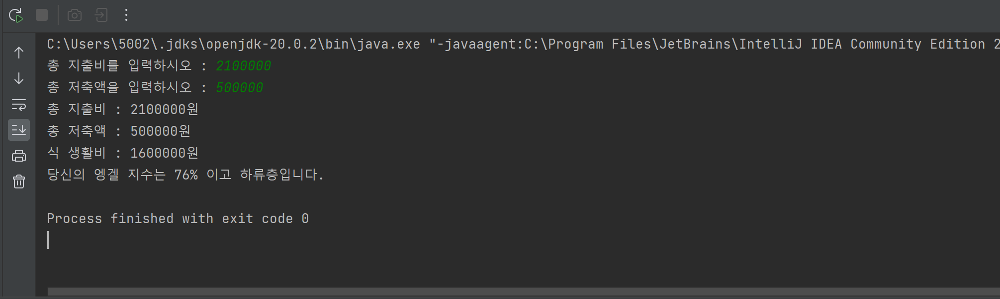 C:\Users\5002\.jdks\openjdk-20.0.2\bin\java.exe "-javaagent:C:\Program Files\JetBrains\IntelliJ IDEA Community Edition 2
총 지출비를 입력하시오 : 2100000
총 저축액을 입력하시오 : 500000
총 지출비 : 2100000원
총 저축액 : 500000원
식 생활비 : 1600000원
당신의 엥겔 지수는 76% 이고 하류층입니다.
Process finished with exit code 0